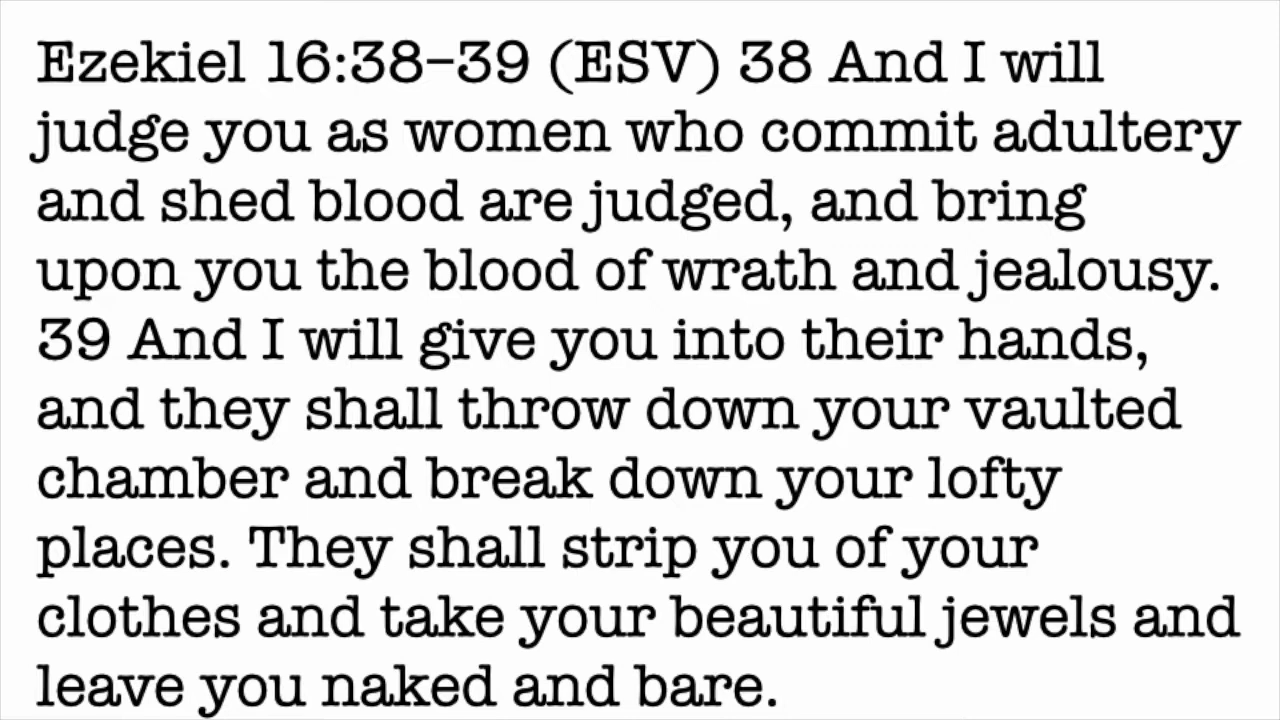 Ezekiel 16:38–39 (ESV) 38 And I will
judge you as women who commit adultery
and shed blood are judged, and bring
upon you the blood of wrath and jealousy.
39 And I will give you into their hands,
and they shall throw down your vaulted
chamber and break down your lofty
places. They shall strip you of your
clothes and take your beautiful jewels and
leave you naked and bare.